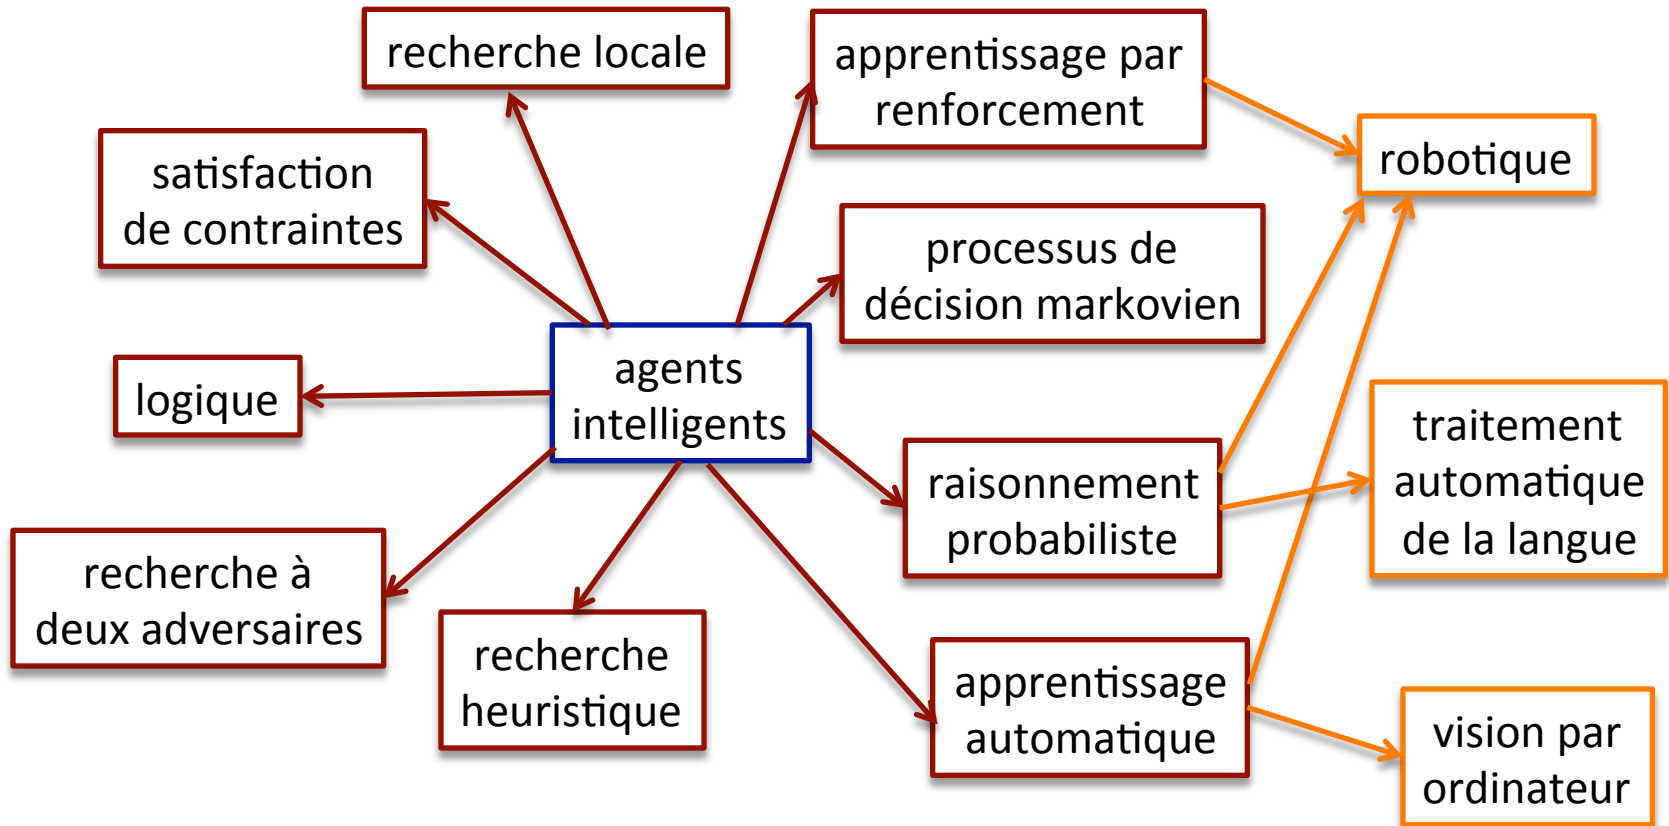 recherche locale
apprentissage par
renforcement
robotique
satisfaction
de contraintes
processus de
décision markovien
agents
intelligents
logique
traitement
automatique
de la langue
raisonnement
probabiliste
recherche à
deux adversaires
recherche
heuristique
apprentissage
automatique
vision par
ordinateur